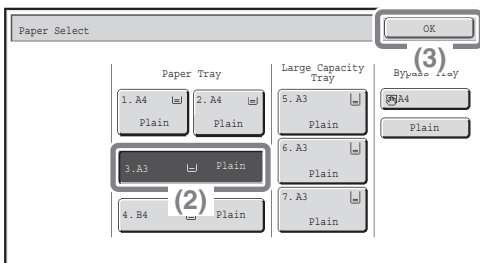 Paper Select
OK
(3)
Paper Tray
Large Capacity
Tray
Bypass Tray
1. A4
Plain
2. A4
Plain
3.A3 Plain
(2)
4. B4 Plain
5. A3
Plain
6. A3
Plain
7. A3
Plain
A4
Plain